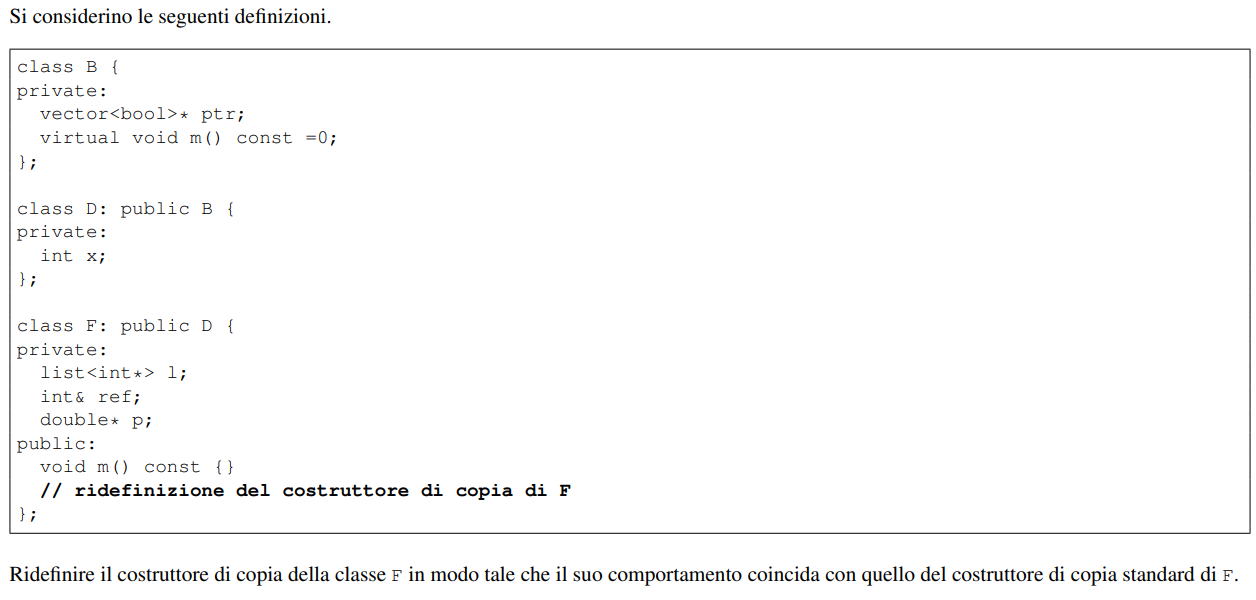 Si considerino le seguenti definizioni.
class B {
private:
  vector<bool>* ptr;
  virtual void m() const =0;
};
class D: public B {
private:
  int x;
};
class F: public D {
private:
  list<int*> l;
  int& ref;
  double* p;
public:
  void m() const {}
  // ridefinizione del costruttore di copia di F
};
Ridefinire il costruttore di copia della classe F in modo tale che il suo comportamento coincida con quello del costruttore di copia standard di F.